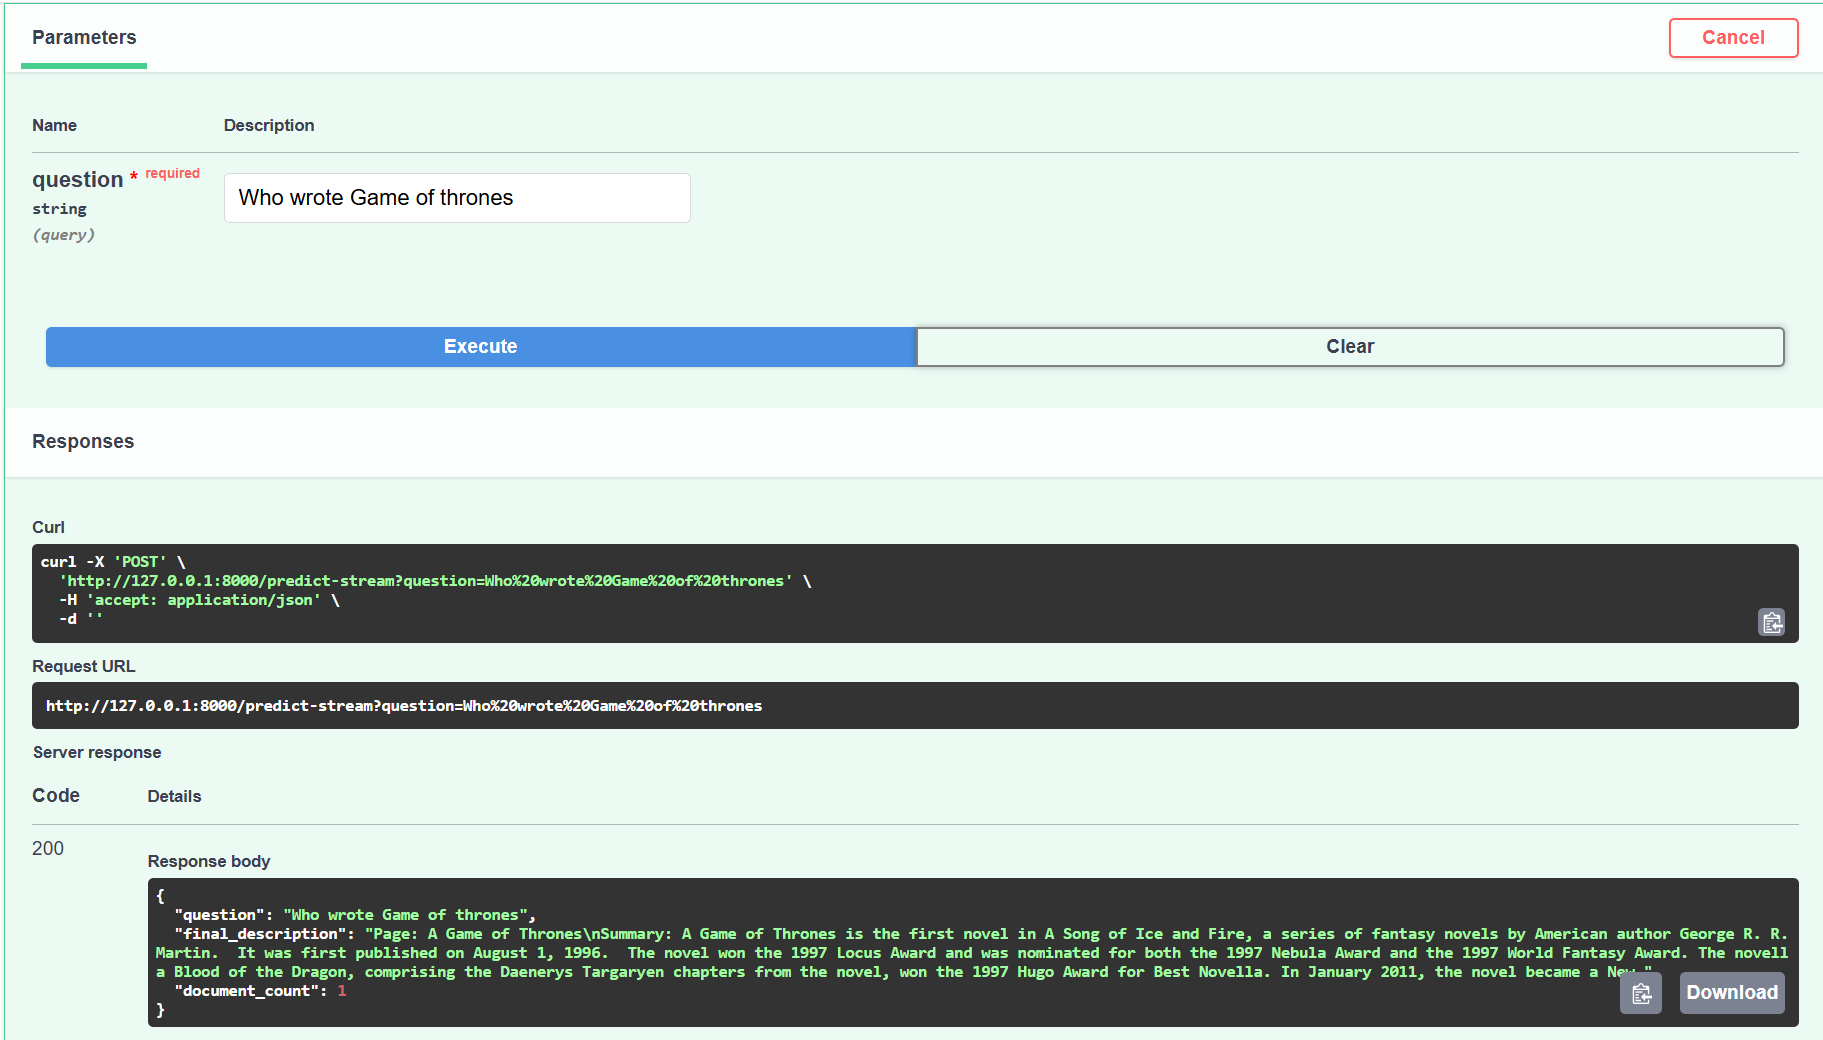 Parameters
Cancel
Name Description
question * required
string
(query)
Who wrote Game of thrones
Execute Clear
Responses
Curl
curl -X 'POST' \
  'http://127.0.0.1:8000/predict-stream?question=Who%20wrote%20Game%20of%20thrones' \
  -H 'accept: application/json' \
  -d ''
Request URL
http://127.0.0.1:8000/predict-stream?question=Who%20wrote%20Game%20of%20thrones
Server response
Code Details
200
Response body
{
  "question": "Who wrote Game of thrones",
  "final_description": "Page: A Game of Thrones\nSummary: A Game of Thrones is the first novel in A Song of Ice and Fire, a series of fantasy novels by American author George R. R.
Martin.  It was first published on August 1, 1996.  The novel won the 1997 Locus Award and was nominated for both the 1997 Nebula Award and the 1997 World Fantasy Award. The novell
a Blood of the Dragon, comprising the Daenerys Targaryen chapters from the novel, won the 1997 Hugo Award for Best Novella. In January 2011, the novel became a New "
  "document_count": 1
}
Download